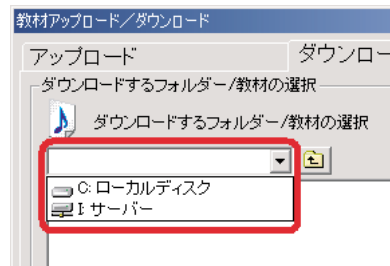 教材アップロード／ダウンロード
アップロード
ダウンロー
ダウンロードするフォルダー/教材の選択
ダウンロードするフォルダー/教材の選択
C:ローカルディスク
I:サーバー